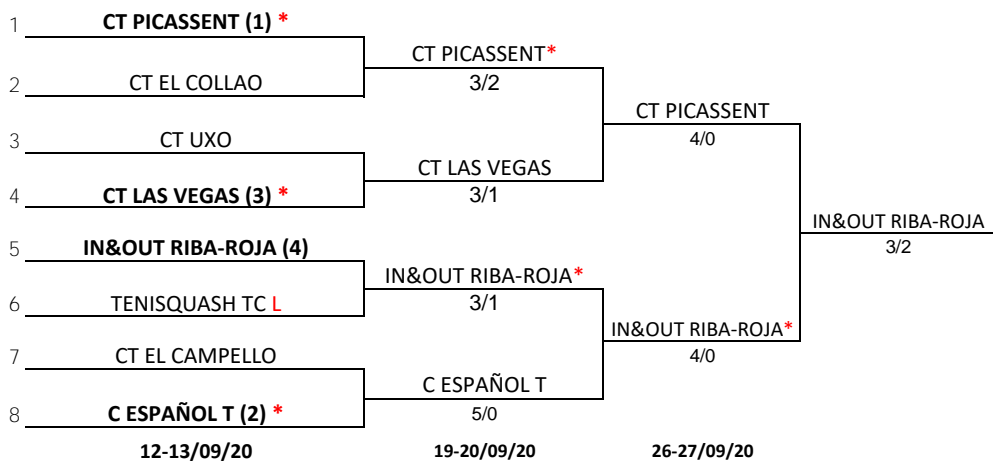 1 CT PICASSENT (1) *
CT PICASSENT*
2 CT EL COLLAO
3/2
CT PICASSENT
4/0
3 CT UXO
CT LAS VEGAS
4 CT LAS VEGAS (3) *
3/1
IN&OUT RIBA-ROJA
3/2
5 IN&OUT RIBA-ROJA (4)
IN&OUT RIBA-ROJA*
6 TENISQUASH TC L
3/1
IN&OUT RIBA-ROJA*
4/0
7 CT EL CAMPELLO
C ESPAÑOL T
8 C ESPAÑOL T (2) *
5/0
12-13/09/20 19-20/09/20 26-27/09/20